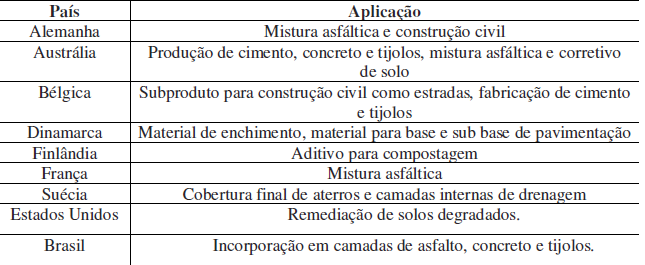 País Aplicação
Alemanha Mistura asfáltica e construção civil
Austrália Produção de cimento, concreto e tijolos, mistura asfáltica e corretivo
de solo
Bélgica Subproduto para construção civil como estradas, fabricação de cimento
e tijolos
Dinamarca Material de enchimento, material para base e sub base de pavimentação
Finlândia Aditivo para compostagem
França Mistura asfáltica
Suécia Cobertura final de aterros e camadas internas de drenagem
Estados Unidos Remediação de solos degradados.
Brasil Incorporação em camadas de asfalto, concreto e tijolos.